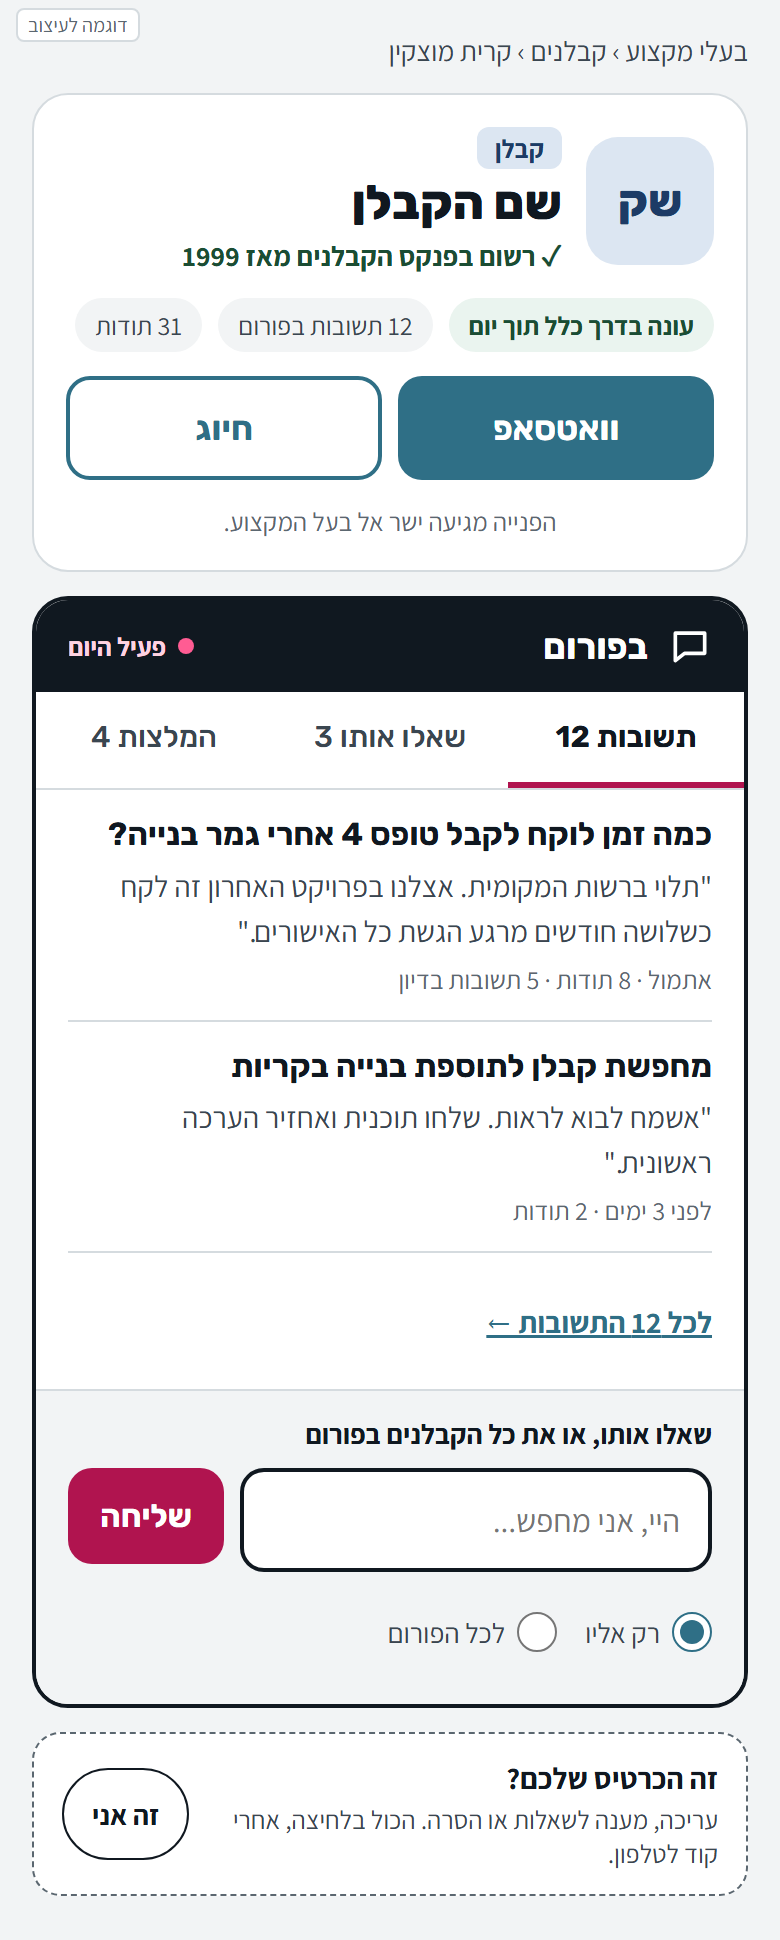 דוגמה לעיצוב
בעלי מקצוע › קבלנים › קרית מוצקין
שק
קבלן
שם הקבלן
✓ רשום בפנקס הקבלנים מאז 1999
עונה בדרך כלל תוך יום
12 תשובות בפורום
31 תודות
וואטסאפ
חיוג
הפנייה מגיעה ישר אל בעל המקצוע.
בפורום
פעיל היום
תשובות 12
שאלו אותו 3
המלצות 4
כמה זמן לוקח לקבל טופס 4 אחרי גמר בנייה?
"תלוי ברשות המקומית. אצלנו בפרויקט האחרון זה לקח
כשלושה חודשים מרגע הגשת כל האישורים."
אתמול · 8 תודות · 5 תשובות בדיון
מחפשת קבלן לתוספת בנייה בקריות
"אשמח לבוא לראות. שלחו תוכנית ואחזיר הערכה
ראשונית."
לפני 3 ימים · 2 תודות
לכל 12 התשובות ←
שאלו אותו, או את כל הקבלנים בפורום
היי, אני מחפש...
שליחה
רק אליו
לכל הפורום
זה הכרטיס שלכם?
עריכה, מענה לשאלות או הסרה. הכול בלחיצה, אחרי
קוד לטלפון.
זה אני